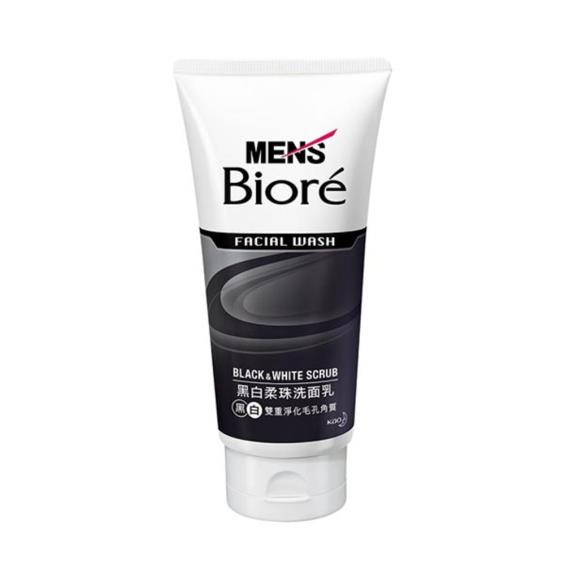 MEN'S
Bioré
FACIAL WASH
BLACK & WHITE SCRUB
黑白柔珠洗面乳
黑白 雙重淨化毛孔角質
Kao